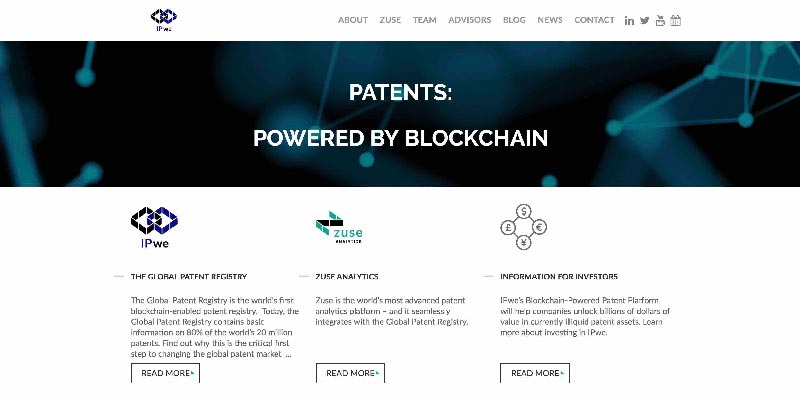 IPwe
ABOUT ZUSE TEAM ADVISORS BLOG NEWS CONTACT
PATENTS:
POWERED BY BLOCKCHAIN
IPwe
zuse
ANALYTICS
$
£ €
¥
THE GLOBAL PATENT REGISTRY
The Global Patent Registry is the world's first
blockchain-enabled patent registry. Today, the
Global Patent Registry contains basic
information on 80% of the world's 20 million
patents. Find out why this is the critical first
step to changing the global patent market ...
READ MORE
ZUSE ANALYTICS
Zuse is the world's most advanced patent
analytics platform – and it seamlessly
integrates with the Global Patent Registry.
READ MORE
INFORMATION FOR INVESTORS
IPwe's Blockchain-Powered Patent Platform
will help companies unlock billions of dollars of
value in currently illiquid patent assets. Learn
more about investing in IPwe.
READ MORE